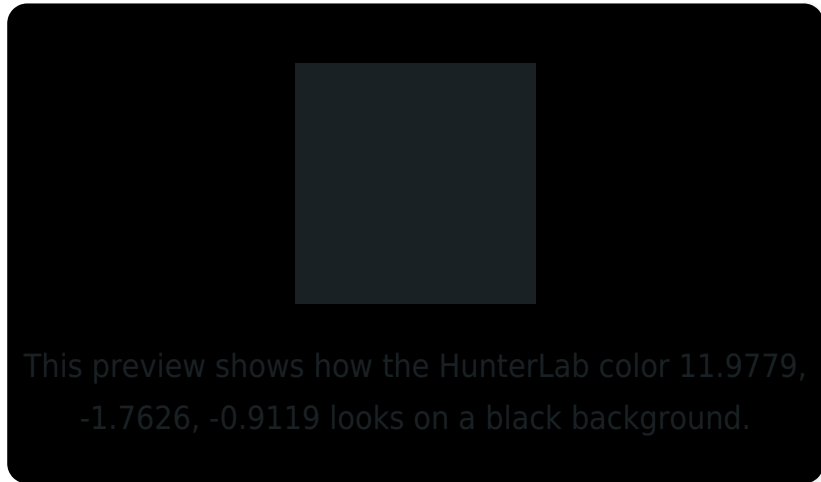 This preview shows how the HunterLab color 11.9779,
-1.7626, -0.9119 looks on a black background.